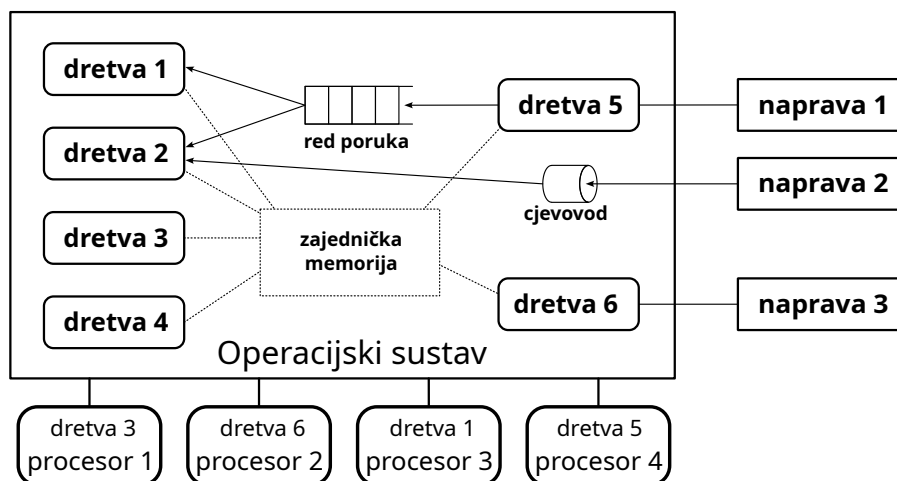 dretva 1
dretva 2
dretva 3
dretva 4
red poruka
cjevovod
zajednička
memorija
dretva 5
dretva 6
naprava 1
naprava 2
naprava 3
Operacijski sustav
dretva 3
procesor 1
dretva 6
procesor 2
dretva 1
procesor 3
dretva 5
procesor 4